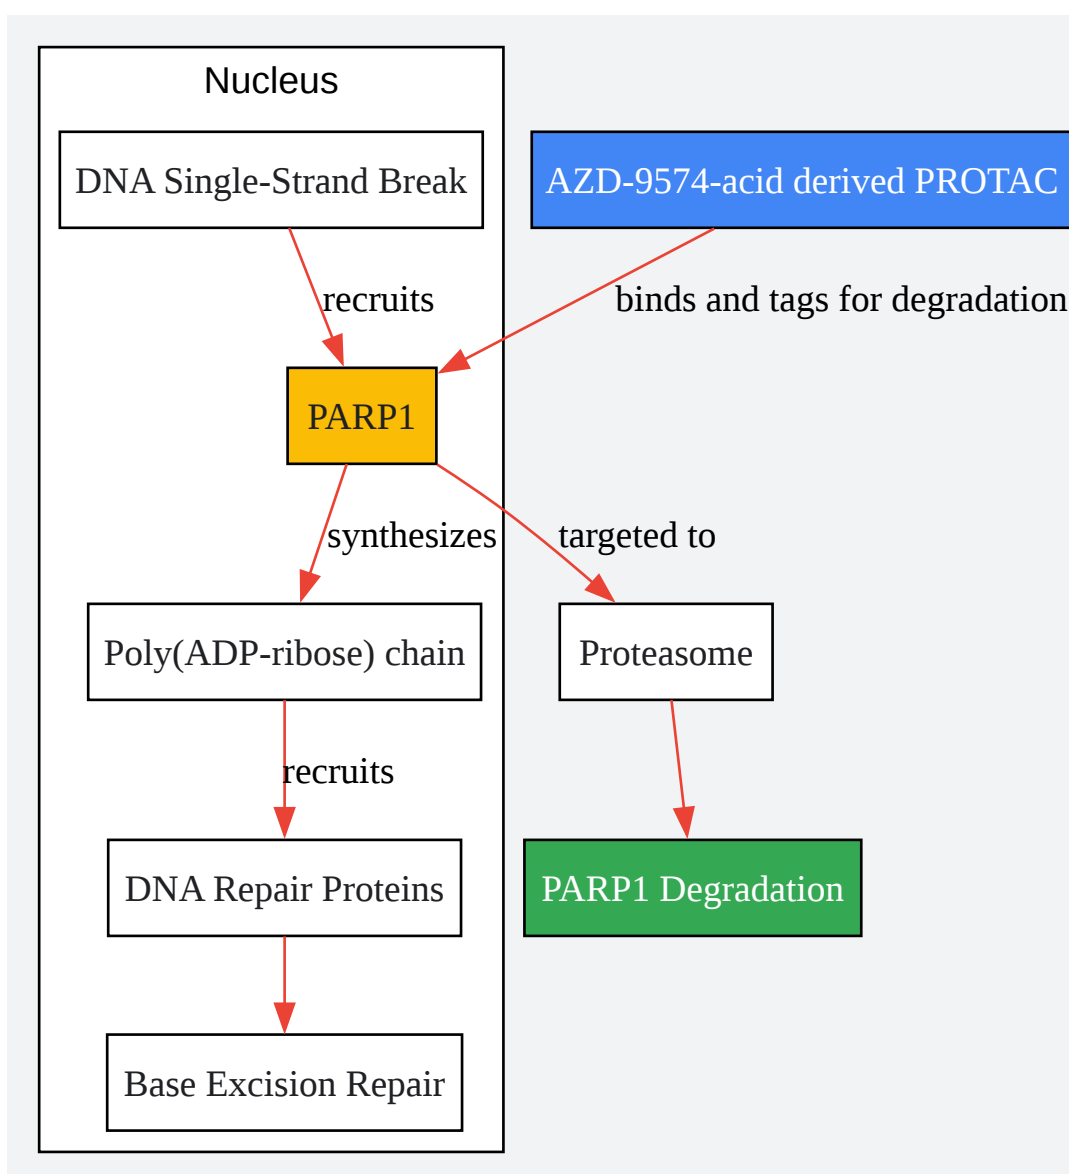 Nucleus
DNA Single-Strand Break
AZD-9574-acid derived PROTAC
recruits
binds and tags for degradation
PARP1
synthesizes
targeted to
Poly(ADP-ribose) chain
Proteasome
recruits
DNA Repair Proteins
PARP1 Degradation
Base Excision Repair